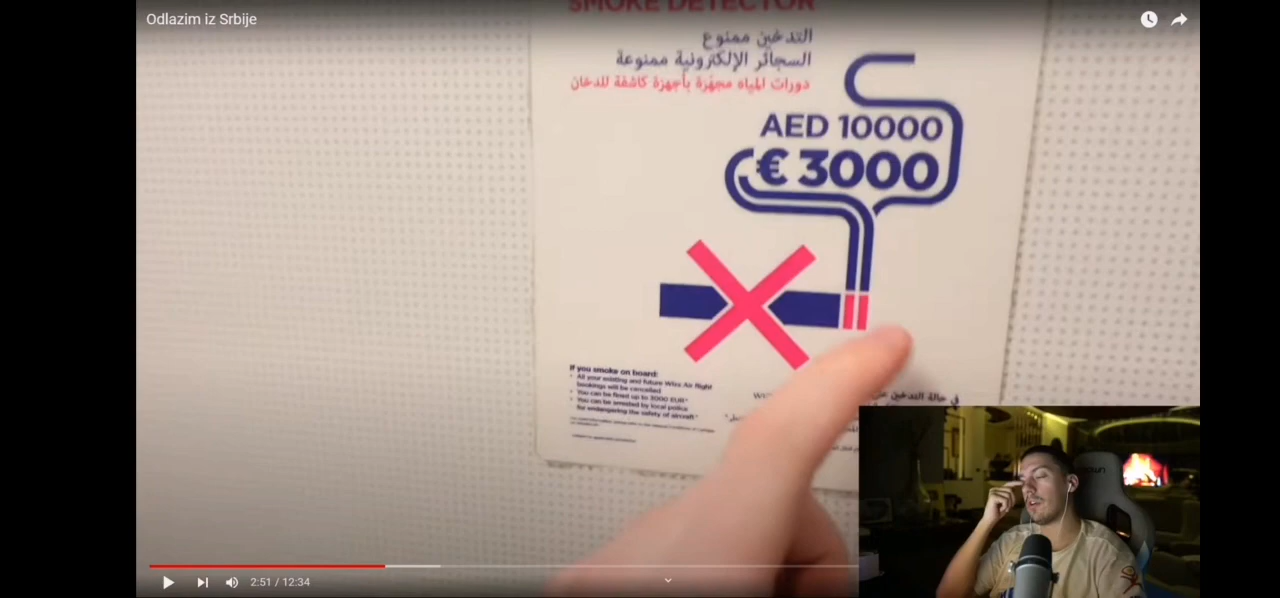 Odlazim iz Srbije
SMOKE DETECTOR
التدخين ممنوع
السجائر الإلكترونية ممنوعة
دورات المياه مجهزة بأجهزة كاشفة للدخان
AED 10000
€ 3000
If you smoke on board:
• All your existing and future Wizz Air flight
bookings will be cancelled
• You can be fined up to 3000 EUR*
• You can be arrested by local police
for endangering the safety of aircraft*
في حالة التدخين
2:51 / 12:34